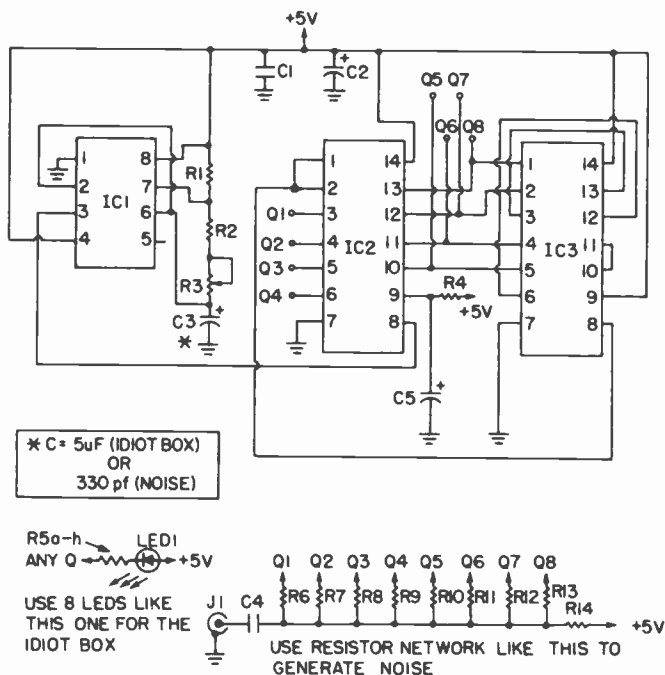 +5V
C1
+
C2
Q5 Q7
Q6 Q8
1
2
3
4
8
7
6
5
IC1
R1
R2
R3
+
C3
*
Q1
Q2
Q3
Q4
1
2
3
4
5
6
7
14
13
12
11
10
9
8
IC2
R4
+5V
C5
+
1
2
3
4
5
6
7
14
13
12
11
10
9
8
IC3
* C = 5uF (IDIOT BOX)
OR
330 pf (NOISE)
R5a-h LED1
ANY Q +5V
USE 8 LEDS LIKE
THIS ONE FOR THE
IDIOT BOX
J1 C4
Q1 Q2 Q3 Q4 Q5 Q6 Q7 Q8
R6 R7 R8 R9 R10 R11 R12 R13
R14
+5V
USE RESISTOR NETWORK LIKE THIS TO
GENERATE NOISE